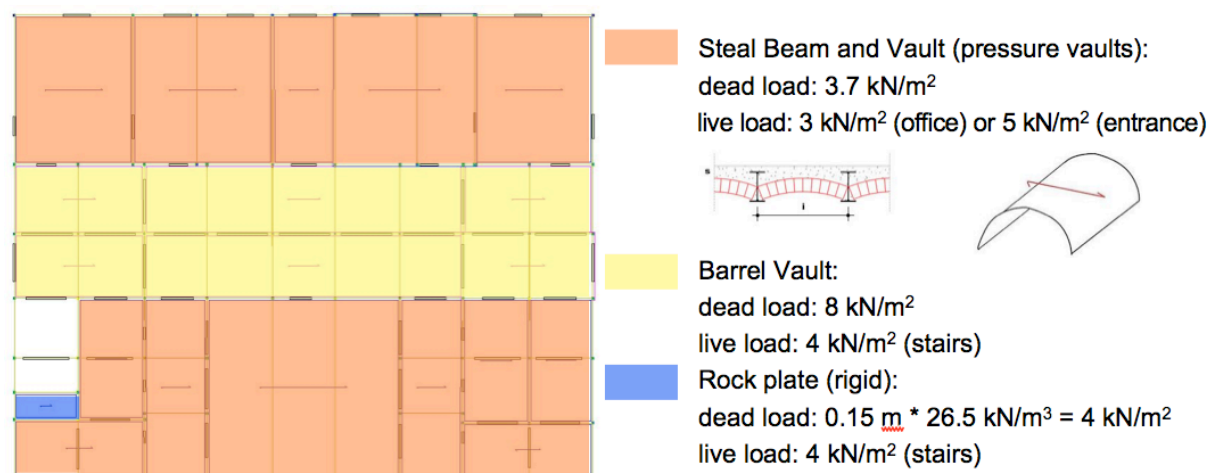 Steal Beam and Vault (pressure vaults):
dead load: 3.7 kN/m²
live load: 3 kN/m² (office) or 5 kN/m² (entrance)
s
i
Barrel Vault:
dead load: 8 kN/m²
live load: 4 kN/m² (stairs)
Rock plate (rigid):
dead load: 0.15 m * 26.5 kN/m³ = 4 kN/m²
live load: 4 kN/m² (stairs)